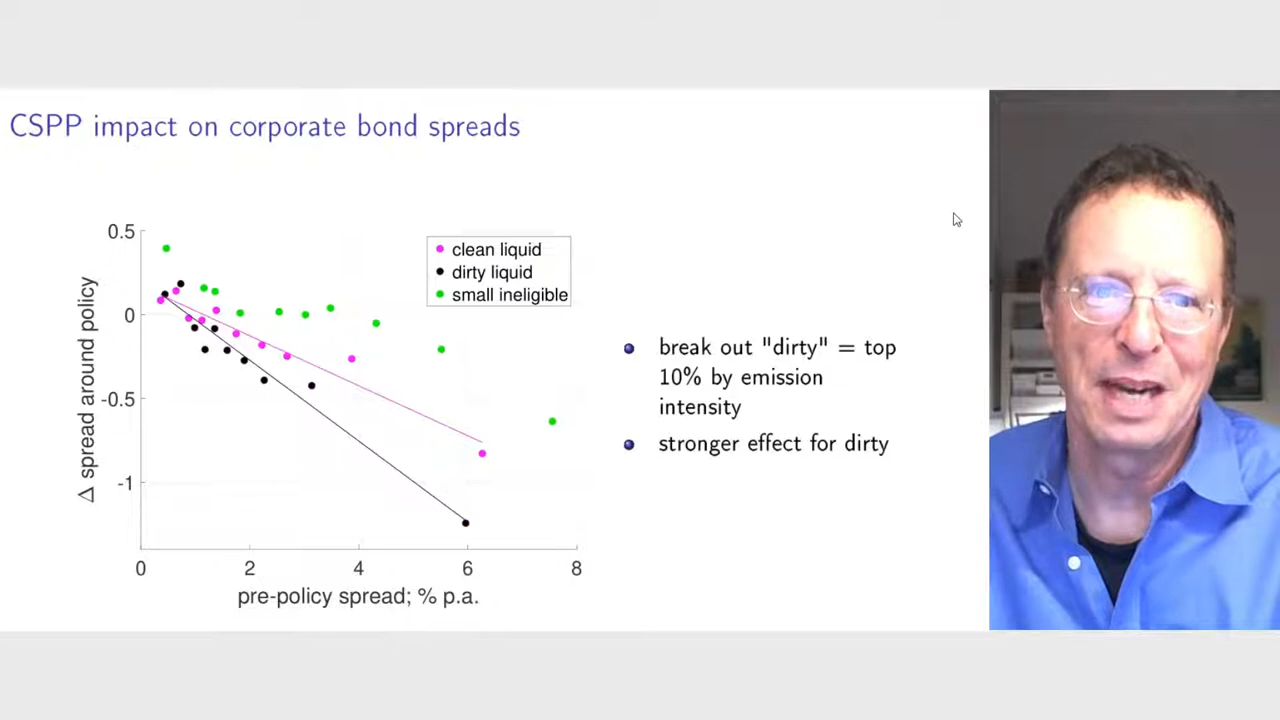 CSPP impact on corporate bond spreads
0.5
0
-0.5
-1
Δ spread around policy
clean liquid
dirty liquid
small ineligible
0 2 4 6 8
pre-policy spread; % p.a.
break out "dirty" = top
10% by emission
intensity
stronger effect for dirty